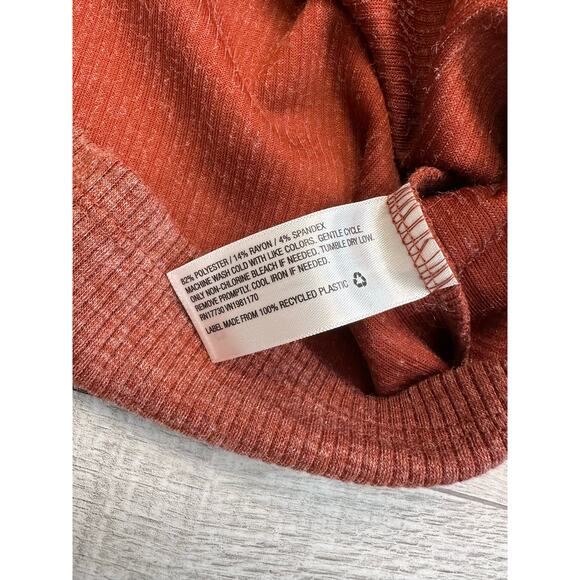 82% POLYESTER / 14% RAYON / 4% SPANDEX
MACHINE WASH COLD WITH LIKE COLORS. GENTLE CYCLE.
ONLY NON-CHLORINE BLEACH IF NEEDED. TUMBLE DRY LOW.
REMOVE PROMPTLY. COOL IRON IF NEEDED.
RN17730 VN1981170
LABEL MADE FROM 100% RECYCLED PLASTIC